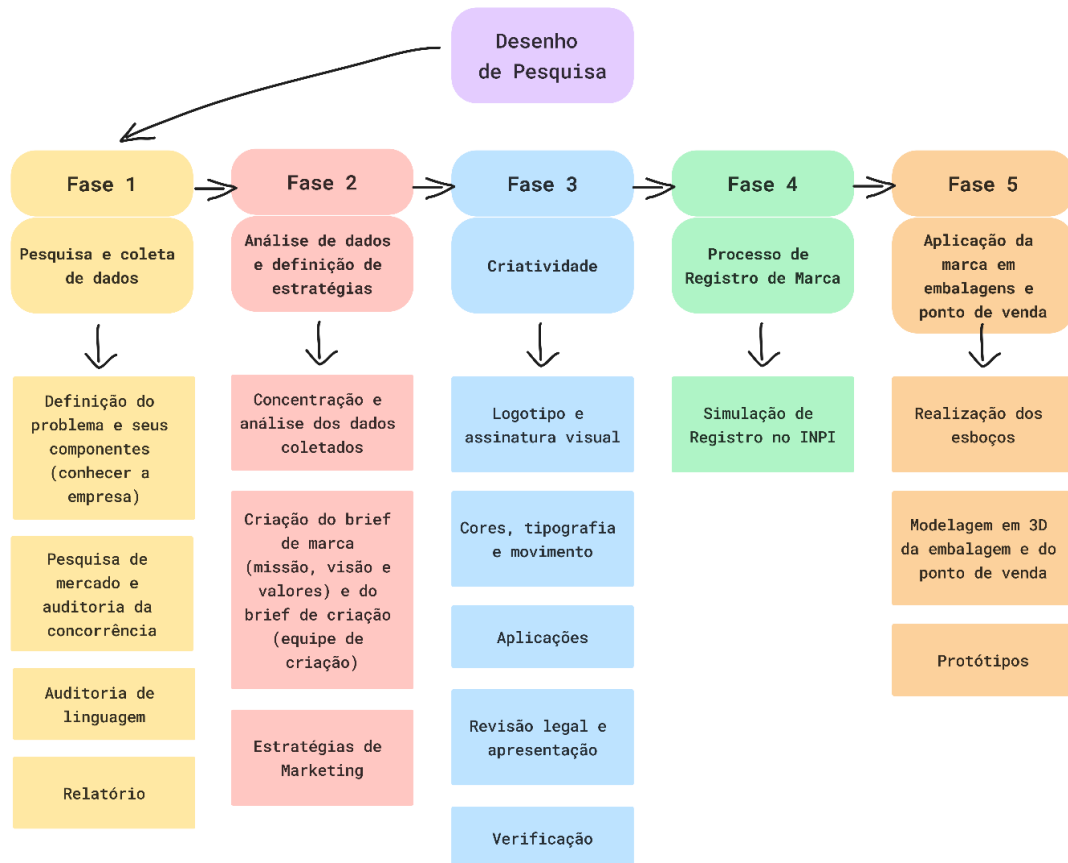 Desenho
de Pesquisa
Fase 1
Pesquisa e coleta
de dados
Definição do
problema e seus
componentes
(conhecer a
empresa)
Pesquisa de
mercado e
auditoria da
concorrência
Auditoria de
linguagem
Relatório
Fase 2
Análise de dados
e definição de
estratégias
Concentração e
análise dos dados
coletados
Criação do brief
de marca
(missão, visão e
valores) e do
brief de criação
(equipe de
criação)
Estratégias de
Marketing
Fase 3
Criatividade
Logotipo e
assinatura visual
Cores, tipografia
e movimento
Aplicações
Revisão legal e
apresentação
Verificação
Fase 4
Processo de
Registro de Marca
Simulação de
Registro no INPI
Fase 5
Aplicação da
marca em
embalagens e
ponto de venda
Realização dos
esboços
Modelagem em 3D
da embalagem e do
ponto de venda
Protótipos